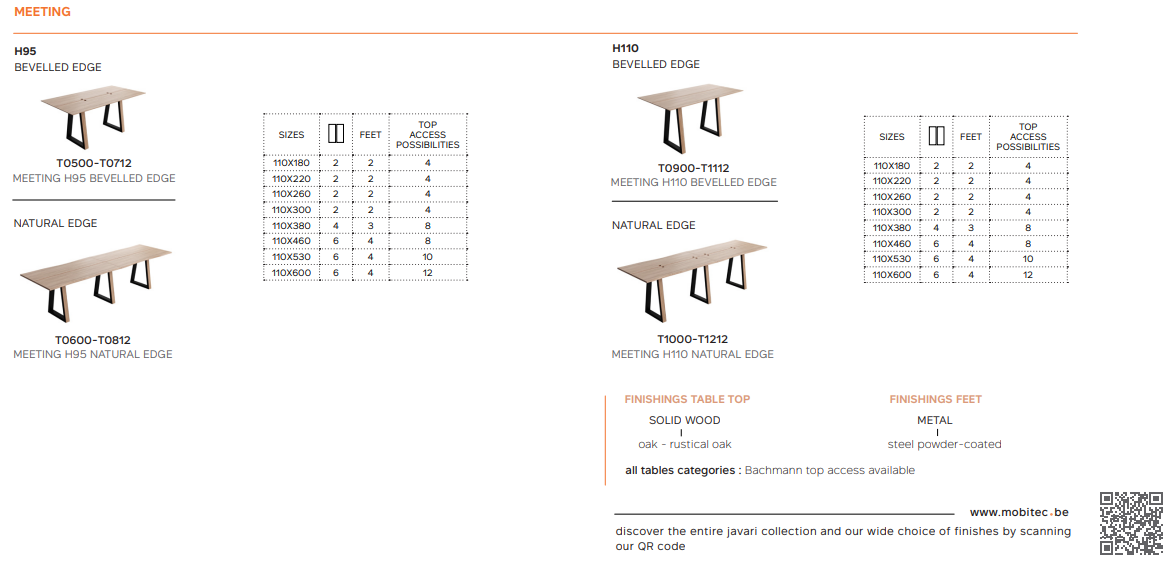 MEETING
H95
BEVELLED EDGE
T0500-T0712
MEETING H95 BEVELLED EDGE
NATURAL EDGE
T0600-T0812
MEETING H95 NATURAL EDGE
SIZES FEET TOP ACCESS POSSIBILITIES
110X180 2 2 4
110X220 2 2 4
110X260 2 2 4
110X300 2 2 4
110X380 4 3 8
110X460 6 4 8
110X530 6 4 10
110X600 6 4 12
H110
BEVELLED EDGE
T0900-T1112
MEETING H110 BEVELLED EDGE
NATURAL EDGE
T1000-T1212
MEETING H110 NATURAL EDGE
SIZES FEET TOP ACCESS POSSIBILITIES
110X180 2 2 4
110X220 2 2 4
110X260 2 2 4
110X300 2 2 4
110X380 4 3 8
110X460 6 4 8
110X530 6 4 10
110X600 6 4 12
FINISHINGS TABLE TOP
SOLID WOOD
oak - rustical oak
FINISHINGS FEET
METAL
steel powder-coated
all tables categories : Bachmann top access available
www.mobitec.be
discover the entire javari collection and our wide choice of finishes by scanning
our QR code